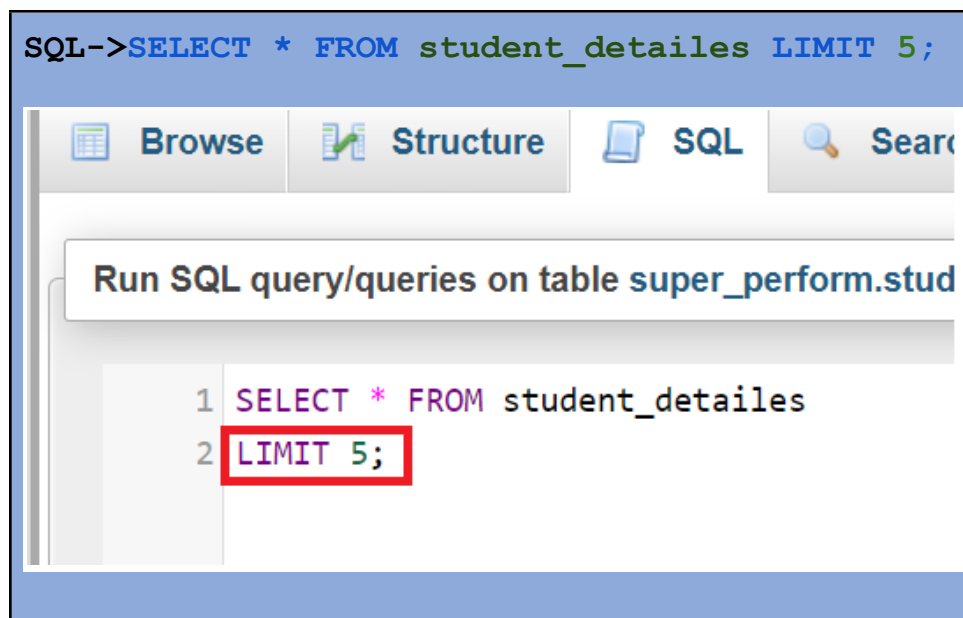 SQL->SELECT * FROM student_detailes LIMIT 5;
Browse Structure SQL Searc
Run SQL query/queries on table super_perform.stud
1 SELECT * FROM student_detailes
2 LIMIT 5;